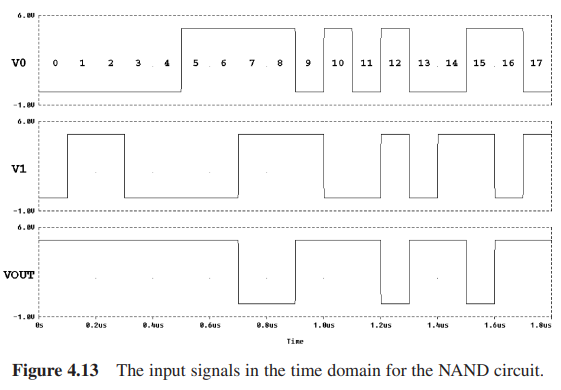 6.0V
V0 0 1 2 3 4 5 6 7 8 9 10 11 12 13 14 15 16 17
-1.0V
6.0V
V1
-1.0V
6.0V
VOUT
-1.0V
0s 0.2us 0.4us 0.6us 0.8us 1.0us 1.2us 1.4us 1.6us 1.8us
Time
Figure 4.13 The input signals in the time domain for the NAND circuit.